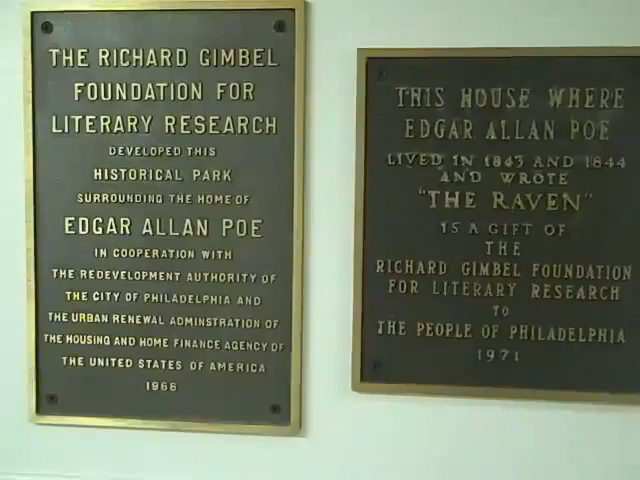 THE RICHARD GIMBEL
FOUNDATION FOR
LITERARY RESEARCH
DEVELOPED THIS
HISTORICAL PARK
SURROUNDING THE HOME OF
EDGAR ALLAN POE
IN COOPERATION WITH
THE REDEVELOPMENT AUTHORITY OF
THE CITY OF PHILADELPHIA AND
THE URBAN RENEWAL ADMINSTRATION OF
THE HOUSING AND HOME FINANCE AGENCY OF
THE UNITED STATES OF AMERICA
1966
THIS HOUSE WHERE
EDGAR ALLAN POE
LIVED IN 1843 AND 1844
AND WROTE
"THE RAVEN"
IS A GIFT OF
THE
RICHARD GIMBEL FOUNDATION
FOR LITERARY RESEARCH
TO
THE PEOPLE OF PHILADELPHIA
1971